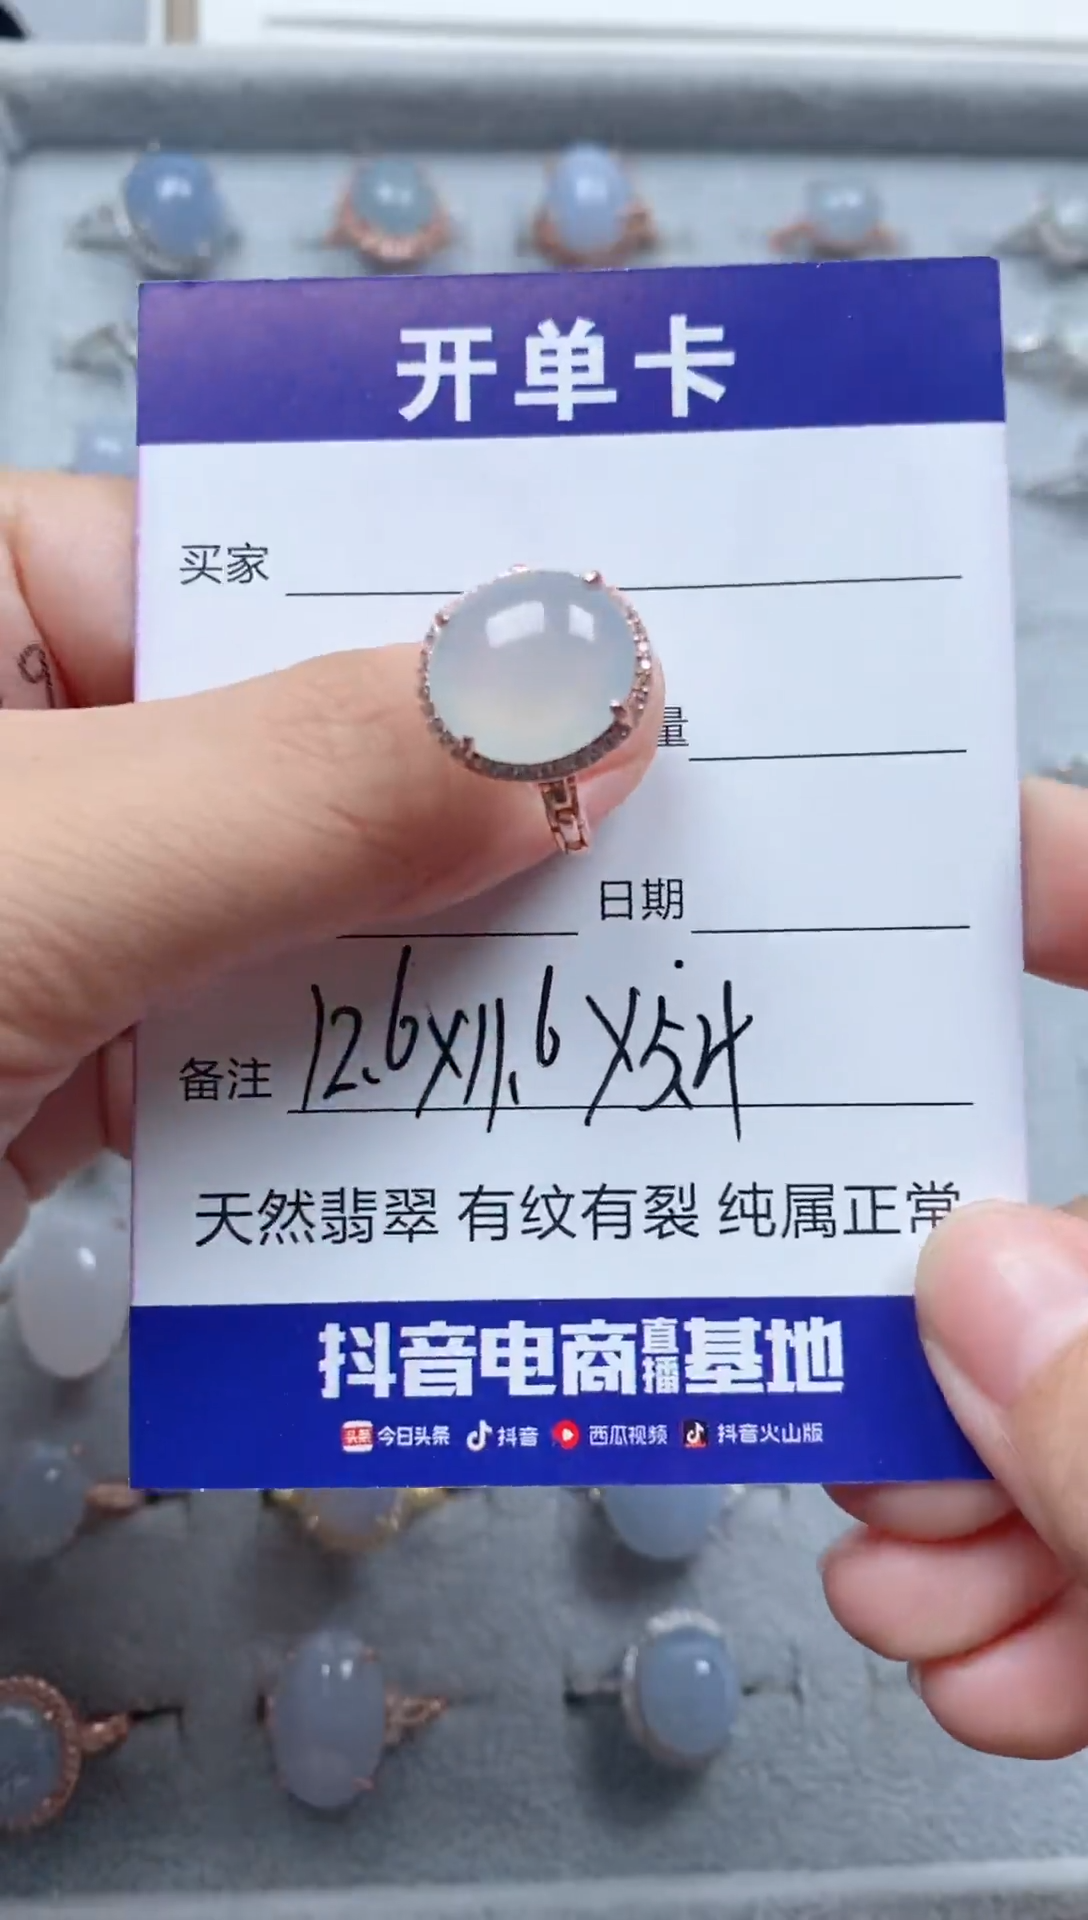 开单卡
买家
量
日期
备注 12.6X11.6X5.4
天然翡翠 有纹有裂 纯属正常
抖音电商直播基地
头条 今日头条 抖音 西瓜视频 抖音火山版